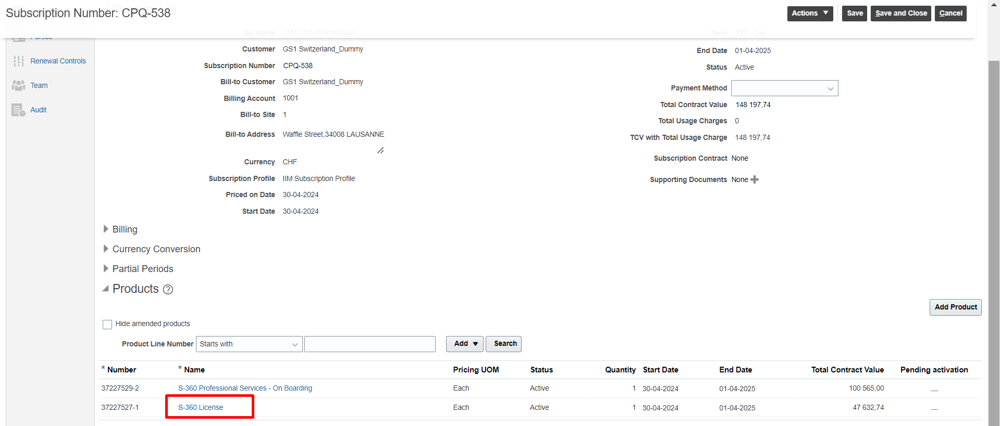 Subscription Number: CPQ-538
Actions
Save
Save and Close
Cancel
Parties
Renewal Controls
Team
Audit
BU Name CH ELCA Informatique
Customer GS1 Switzerland_Dummy
Subscription Number CPQ-538
Bill-to Customer GS1 Switzerland_Dummy
Billing Account 1001
Bill-to Site 1
Bill-to Address Waffle Street,34008 LAUSANNE
Currency CHF
Subscription Profile IIM Subscription Profile
Priced on Date 30-04-2024
Start Date 30-04-2024
Term 337 Day
End Date 01-04-2025
Status Active
Payment Method
Total Contract Value 148 197,74
Total Usage Charges 0
TCV with Total Usage Charge 148 197,74
Subscription Contract None
Supporting Documents None
Billing
Currency Conversion
Partial Periods
Products ?
Add Product
Hide amended products
Product Line Number Starts with Add Search
* Number * Name Pricing UOM Status Quantity Start Date End Date Total Contract Value Pending activation
37227529-2 S-360 Professional Services - On Boarding Each Active 1 30-04-2024 01-04-2025 100 565,00 __
37227527-1 S-360 License Each Active 1 30-04-2024 01-04-2025 47 632,74 __